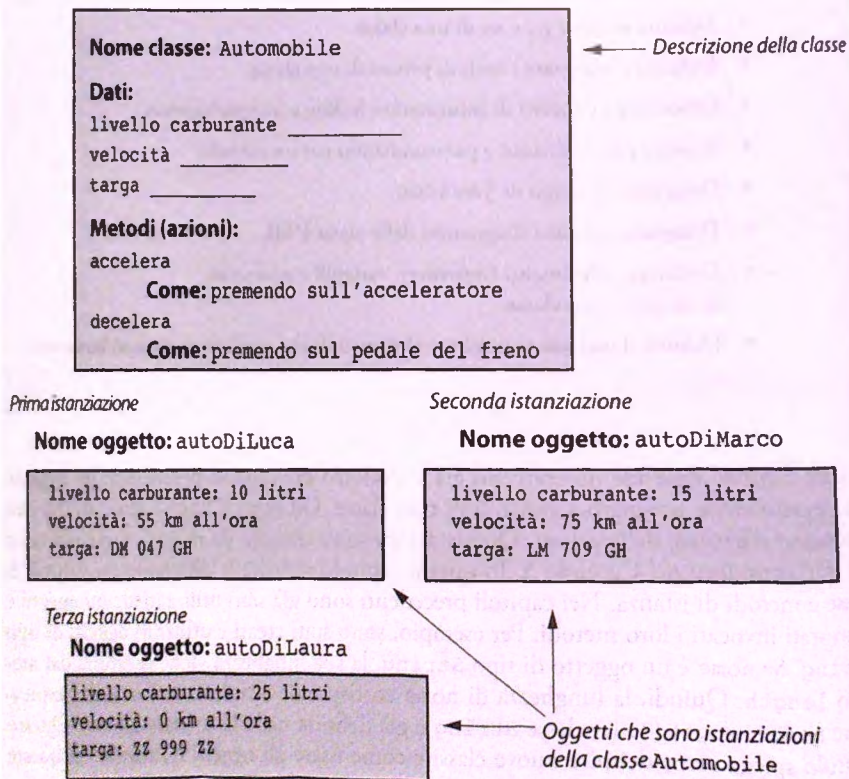 Nome classe: Automobile
Descrizione della classe
Dati:
livello carburante
velocità
targa
Metodi (azioni):
accelera
Come: premendo sull'acceleratore
decelera
Come: premendo sul pedale del freno
Prima istanziazione
Nome oggetto: autoDiLuca
livello carburante: 10 litri
velocità: 55 km all'ora
targa: DM 047 GH
Seconda istanziazione
Nome oggetto: autoDiMarco
livello carburante: 15 litri
velocità: 75 km all'ora
targa: LM 709 GH
Terza istanziazione
Nome oggetto: autoDiLaura
livello carburante: 25 litri
velocità: 0 km all'ora
targa: ZZ 999 ZZ
Oggetti che sono istanziazioni
della classe Automobile